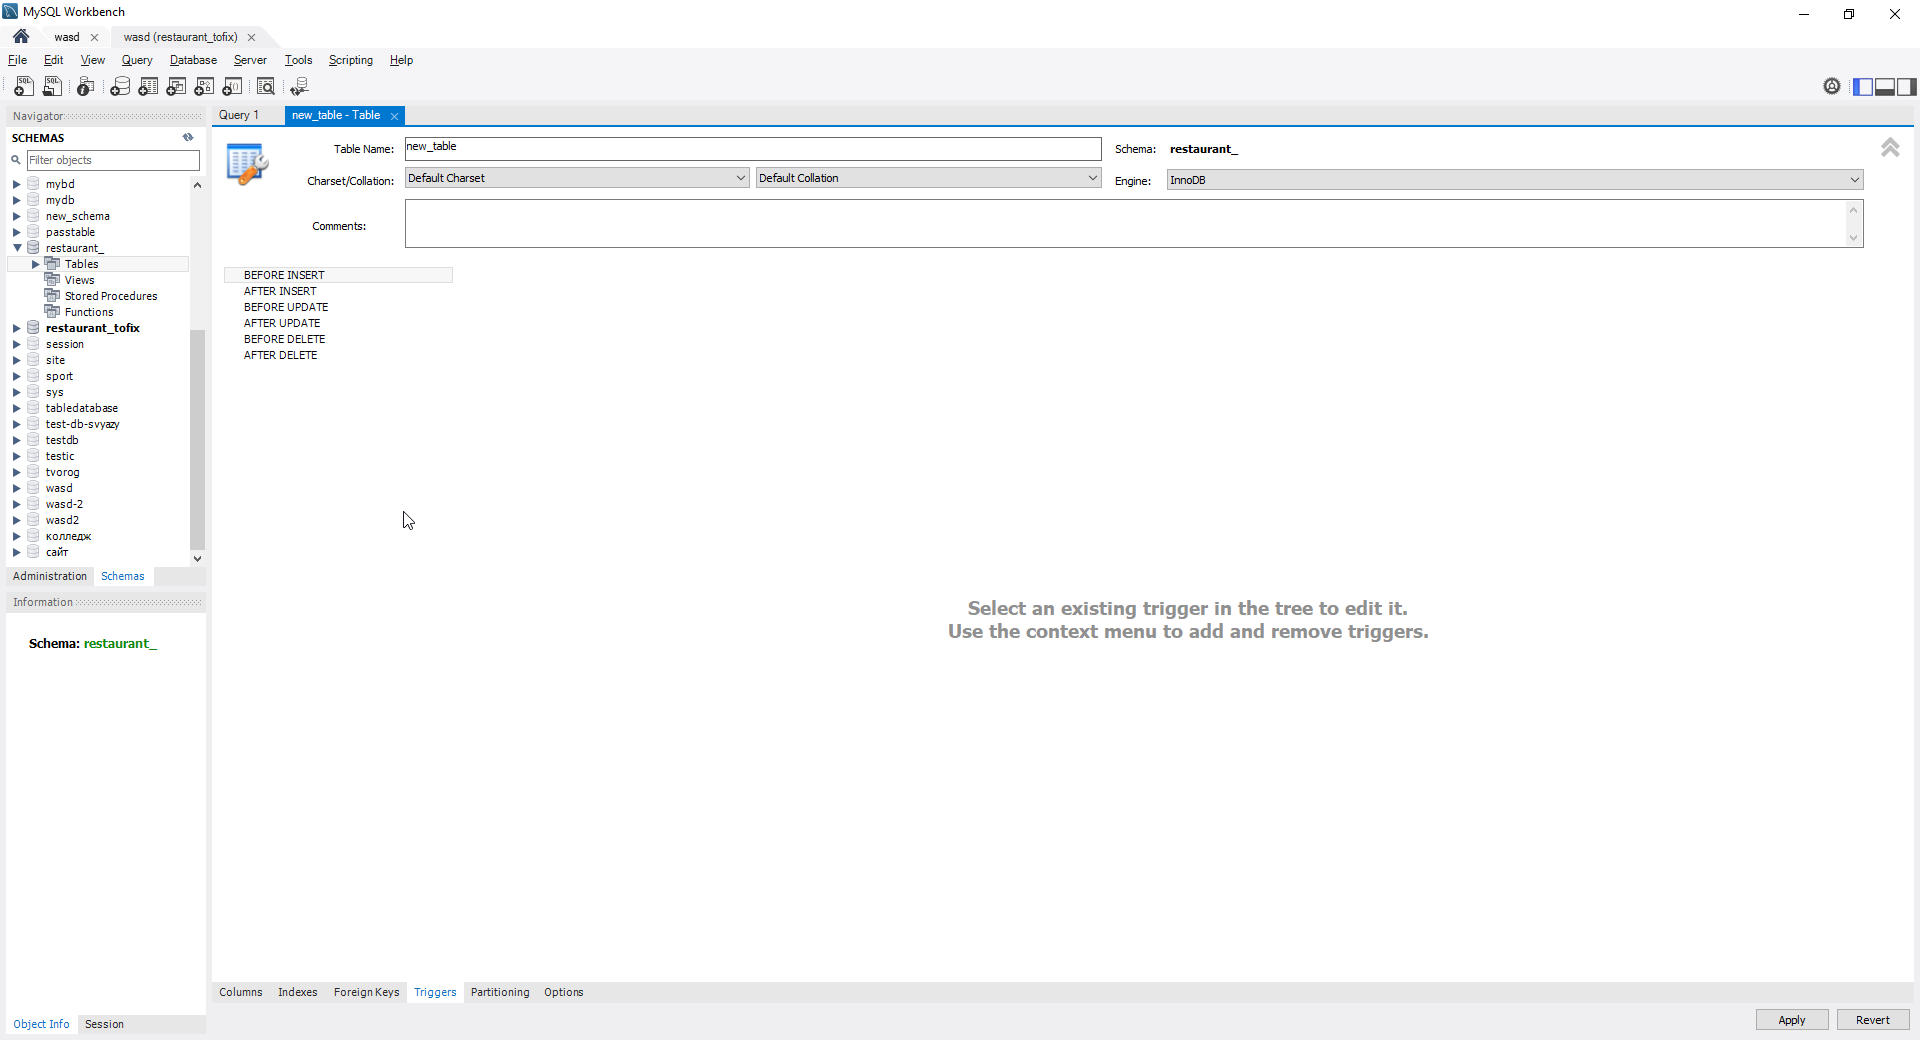 MySQL Workbench
wasd
wasd (restaurant_tofix)
File Edit View Query Database Server Tools Scripting Help
Navigator
SCHEMAS
Filter objects
mybd
mydb
new_schema
passtable
restaurant_
Tables
Views
Stored Procedures
Functions
restaurant_tofix
session
site
sport
sys
tabledatabase
test-db-svyazy
testdb
testic
tvorog
wasd
wasd-2
wasd2
колледж
сайт
Administration Schemas
Information
Schema: restaurant_
Object Info Session
Query 1 new_table - Table
Table Name: new_table Schema: restaurant_
Charset/Collation: Default Charset Default Collation Engine: InnoDB
Comments:
BEFORE INSERT
AFTER INSERT
BEFORE UPDATE
AFTER UPDATE
BEFORE DELETE
AFTER DELETE
Select an existing trigger in the tree to edit it.
Use the context menu to add and remove triggers.
Columns Indexes Foreign Keys Triggers Partitioning Options
Apply Revert